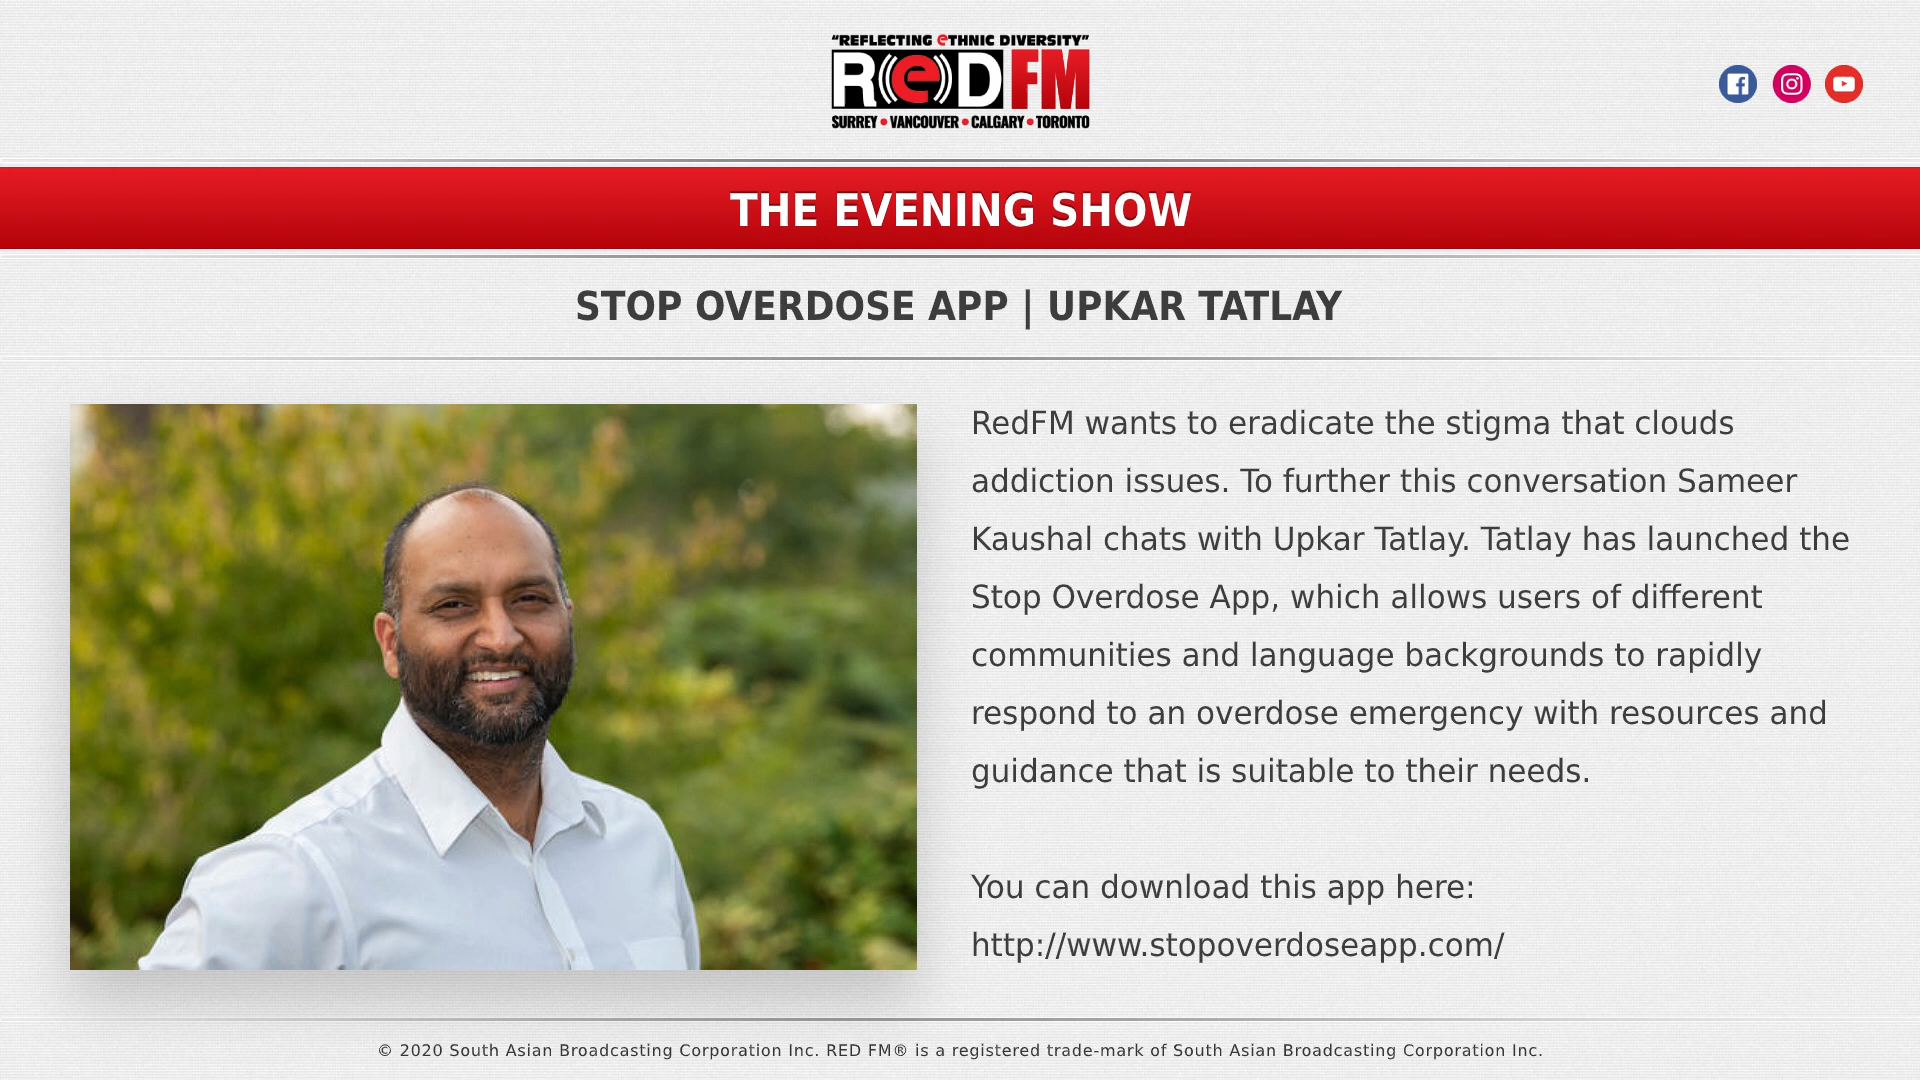 “REFLECTING eTHNIC DIVERSITY”
ReD FM
SURREY • VANCOUVER • CALGARY • TORONTO
THE EVENING SHOW
STOP OVERDOSE APP | UPKAR TATLAY
RedFM wants to eradicate the stigma that clouds
addiction issues. To further this conversation Sameer
Kaushal chats with Upkar Tatlay. Tatlay has launched the
Stop Overdose App, which allows users of different
communities and language backgrounds to rapidly
respond to an overdose emergency with resources and
guidance that is suitable to their needs.
You can download this app here:
http://www.stopoverdoseapp.com/
© 2020 South Asian Broadcasting Corporation Inc. RED FM® is a registered trade-mark of South Asian Broadcasting Corporation Inc.